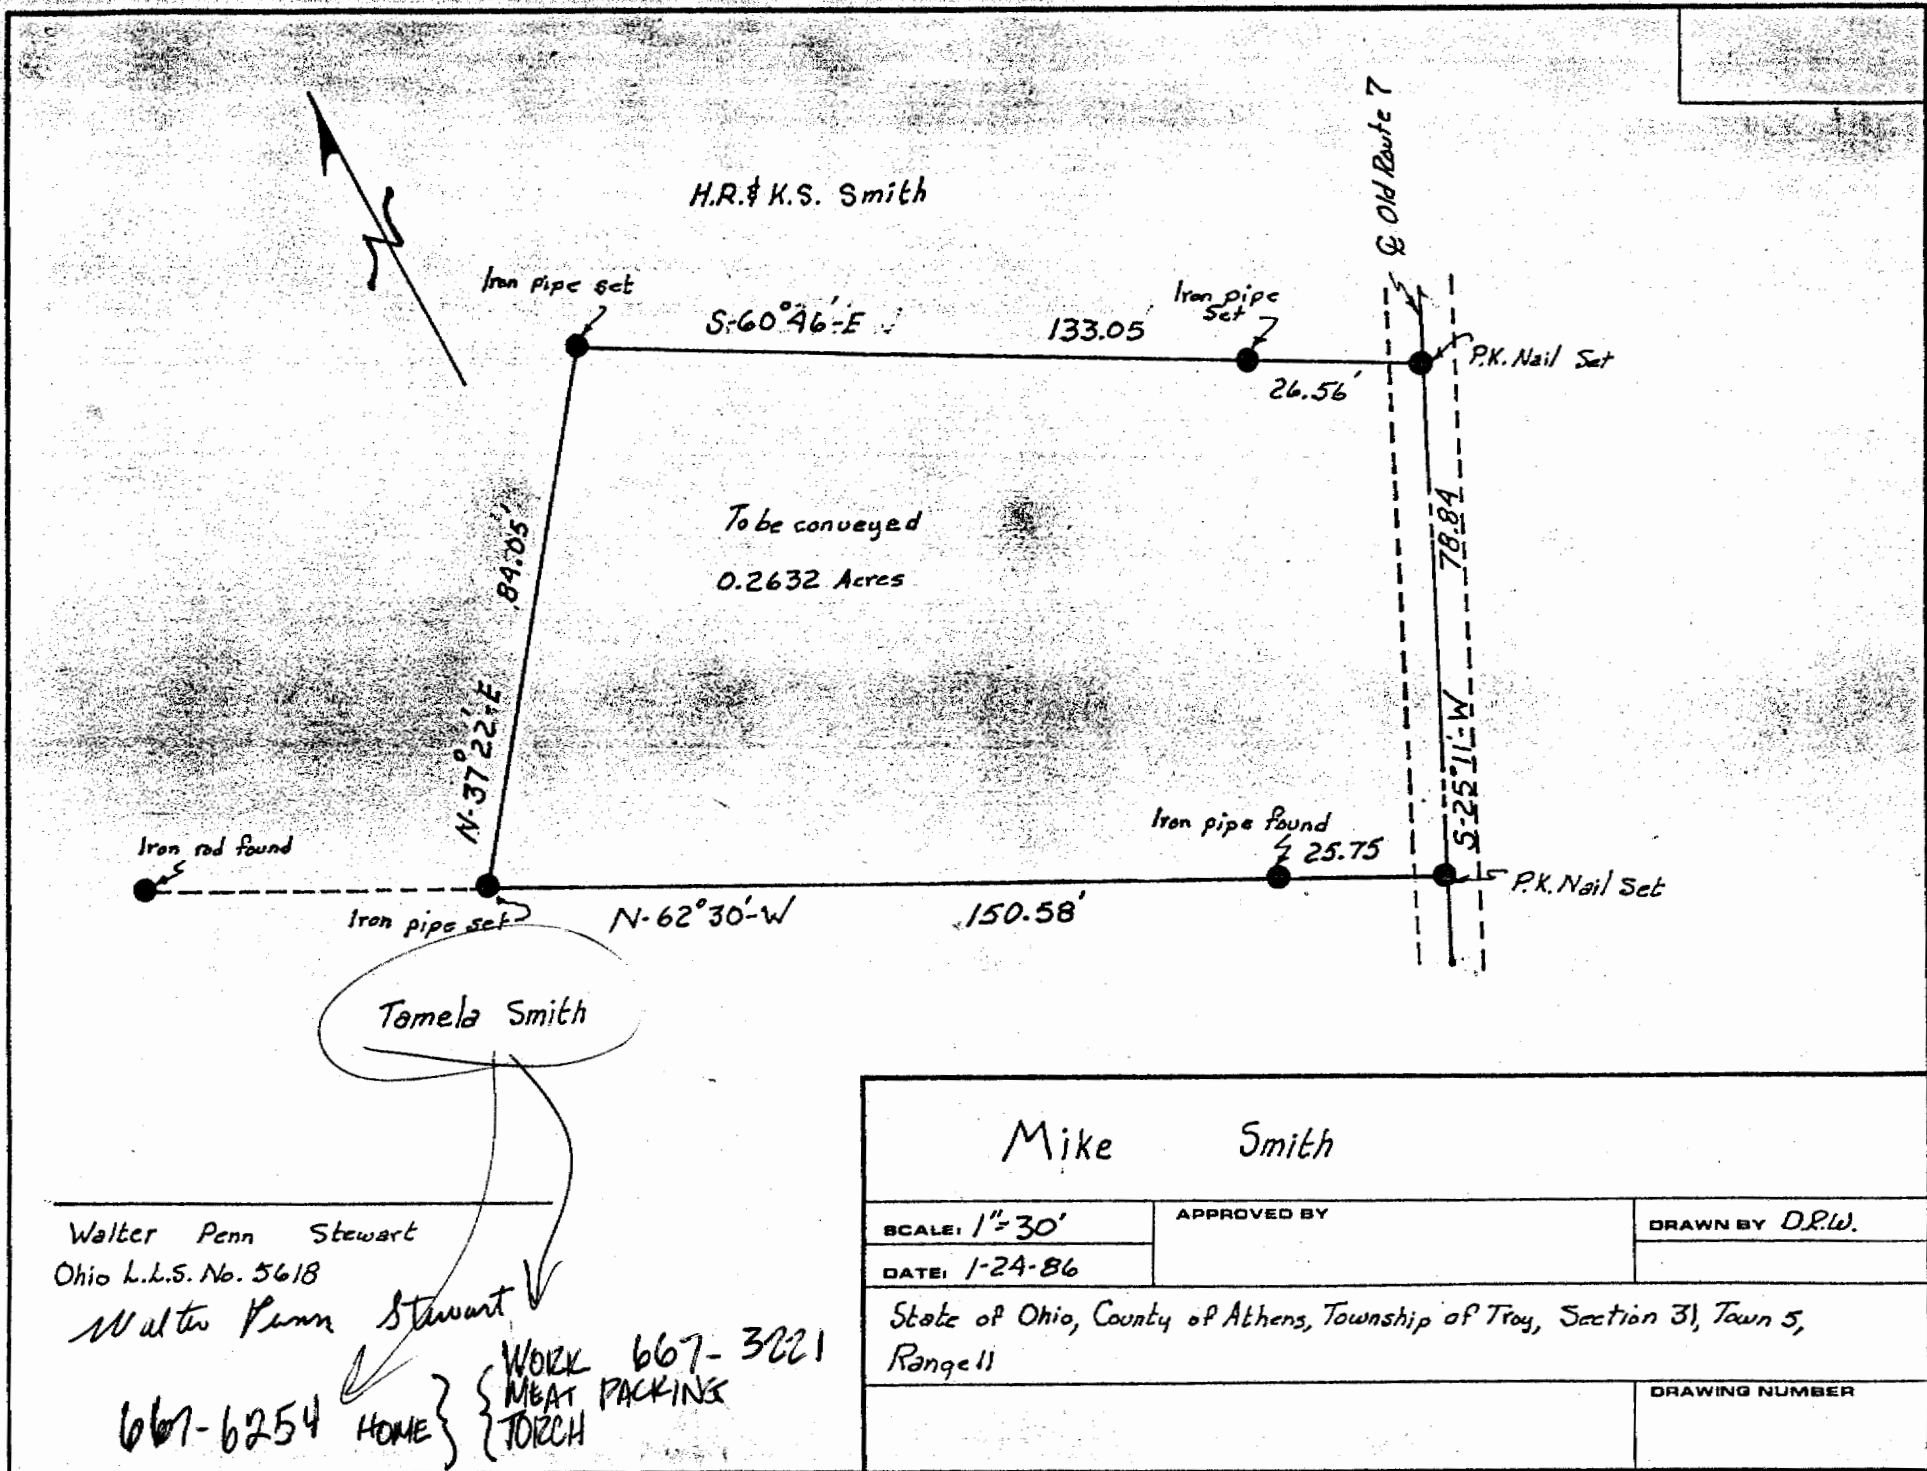 ℄ Old Route 7
N
H.R. & K.S. Smith
Iron pipe set
S-60°46'-E
133.05'
Iron pipe
set
26.56'
P.K. Nail Set
84.05'
N-37°22'-E
To be conveyed
0.2632 Acres
78.84
S-25°11'-W
Iron rod found
Iron pipe set
N-62°30'-W
150.58'
Iron pipe found
25.75
P.K. Nail Set
Tamela Smith
Walter Penn Stewart
Ohio L.L.S. No. 5618
Walter Penn Stewart
667-6254 HOME
WORK 667-3221
MEAT PACKING
TORCH
Mike Smith
SCALE: 1"=30'
APPROVED BY
DRAWN BY D.R.W.
DATE: 1-24-86
State of Ohio, County of Athens, Township of Troy, Section 31, Town 5,
Range 11
DRAWING NUMBER